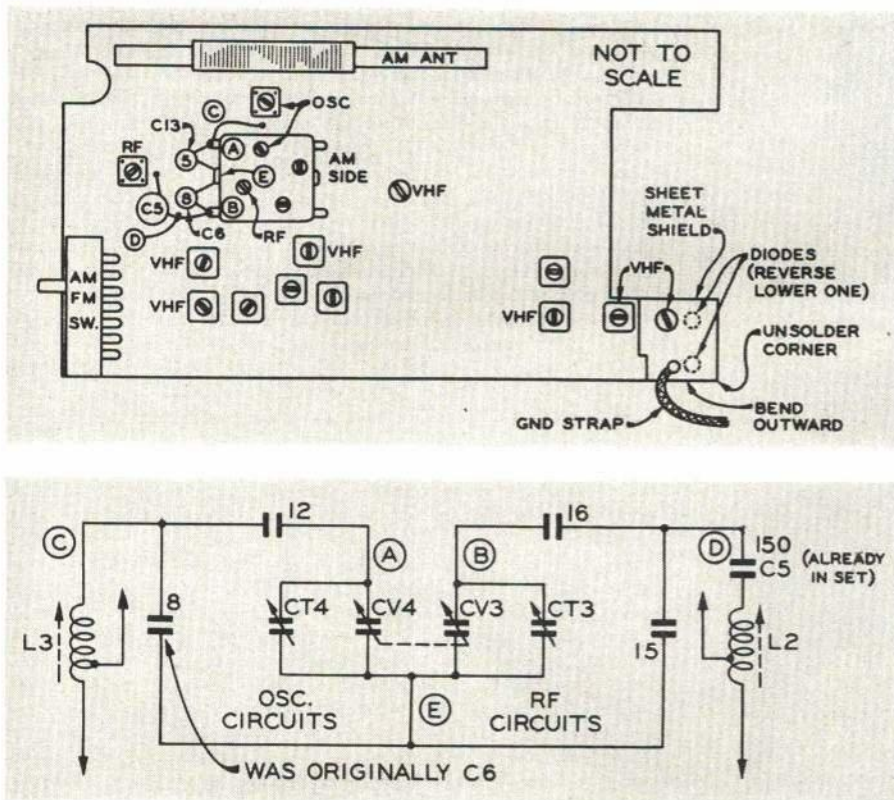 AM ANT
NOT TO
SCALE
OSC
C
C13
A
AM
SIDE
RF
5
E
C5
8
B
VHF
D
C6
RF
SHEET
METAL
SHIELD
DIODES
(REVERSE
LOWER ONE)
AM
FM
SW.
VHF
VHF
VHF
VHF
VHF
UNSOLDER
CORNER
GND STRAP
BEND
OUTWARD
12
16
C
A
B
D
150
C5
(ALREADY
IN SET)
8
CT4
CV4
CV3
CT3
L3
15
L2
OSC.
CIRCUITS
E
RF
CIRCUITS
WAS ORIGINALLY C6